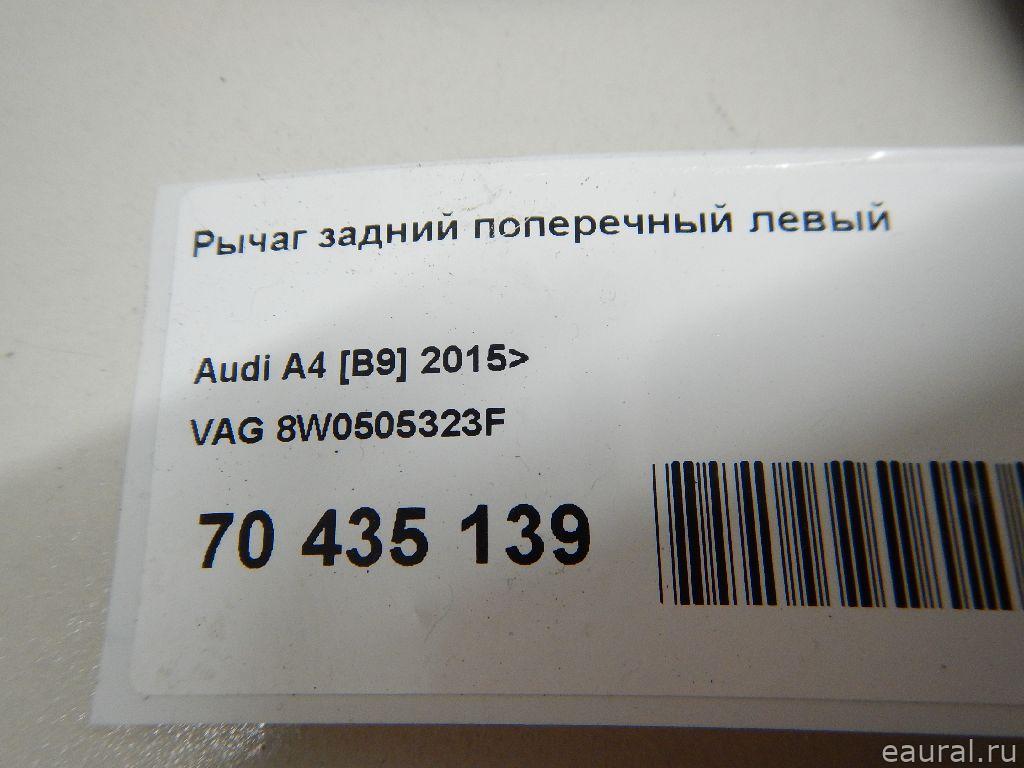 Рычаг задний поперечный левый
Audi A4 [B9] 2015>
VAG 8W0505323F
70 435 139
eaural.ru